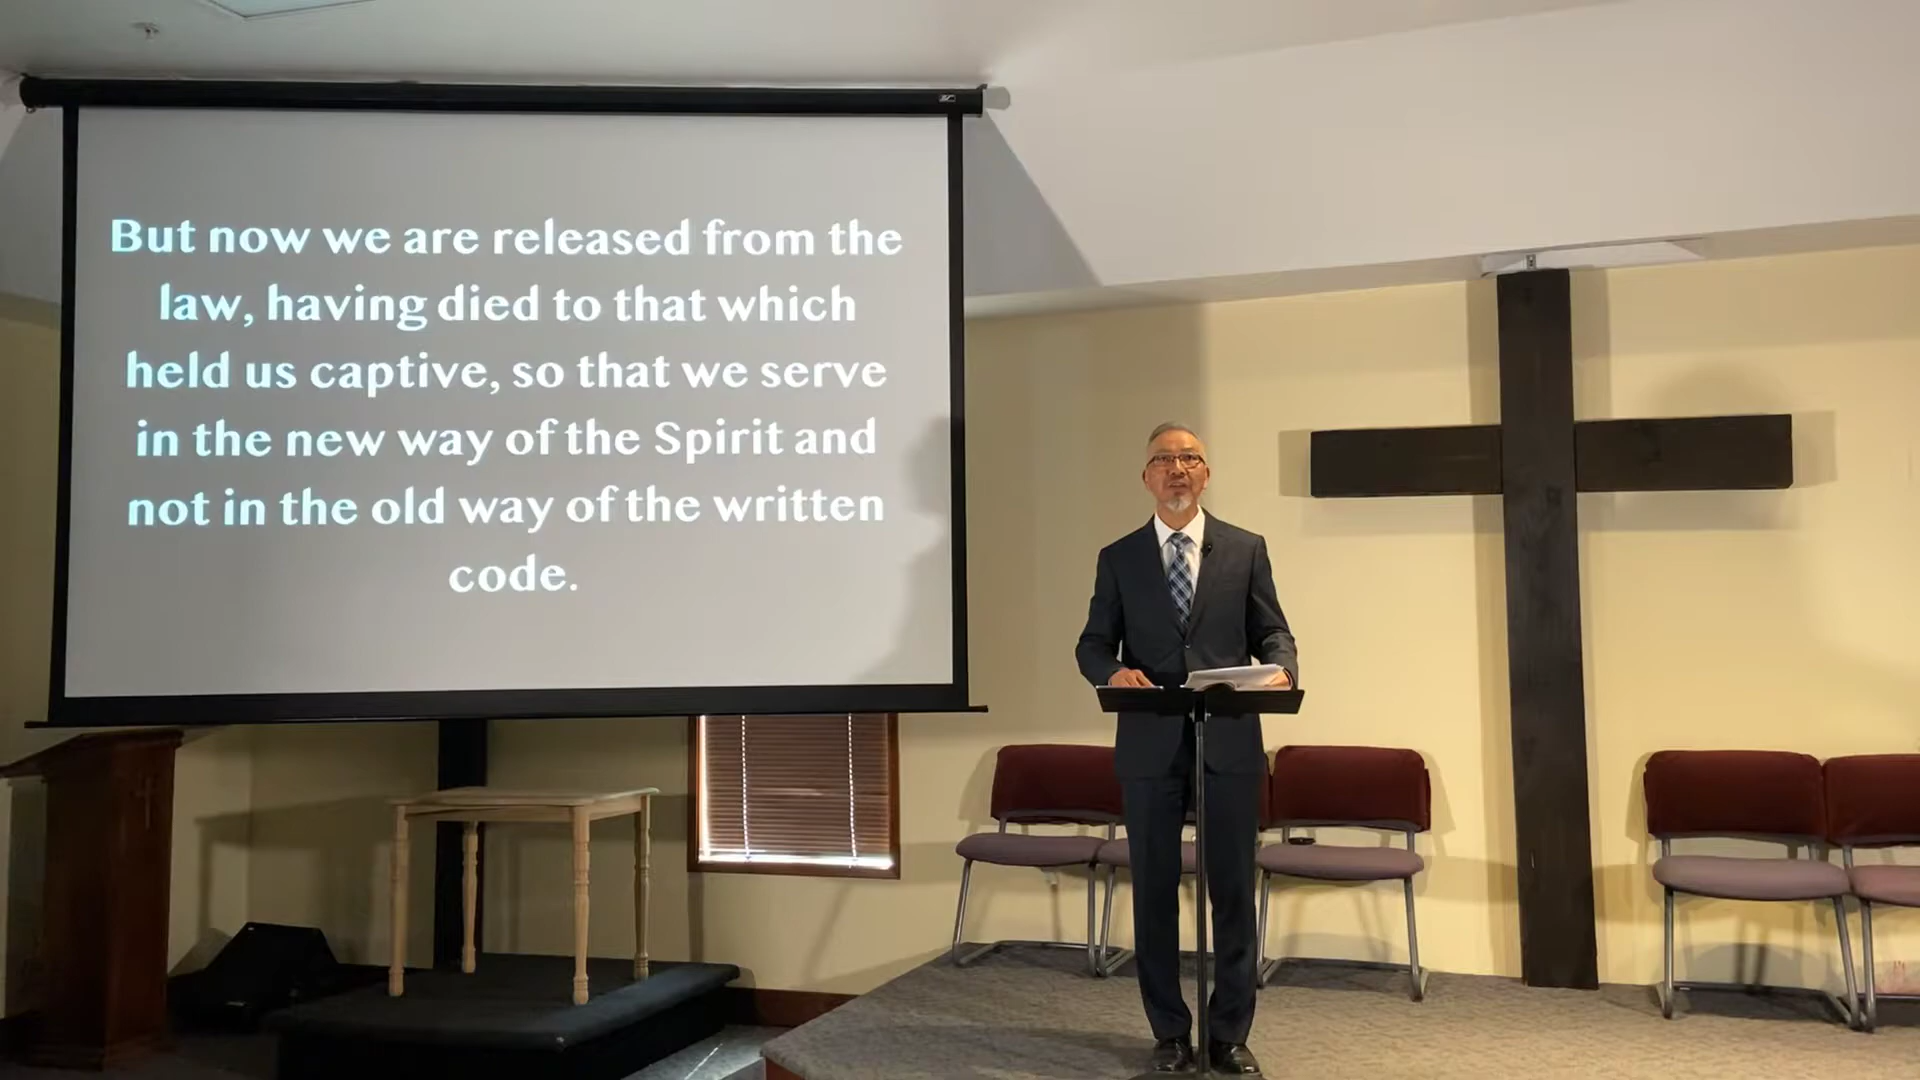 But now we are released from the
law, having died to that which
held us captive, so that we serve
in the new way of the Spirit and
not in the old way of the written
code.